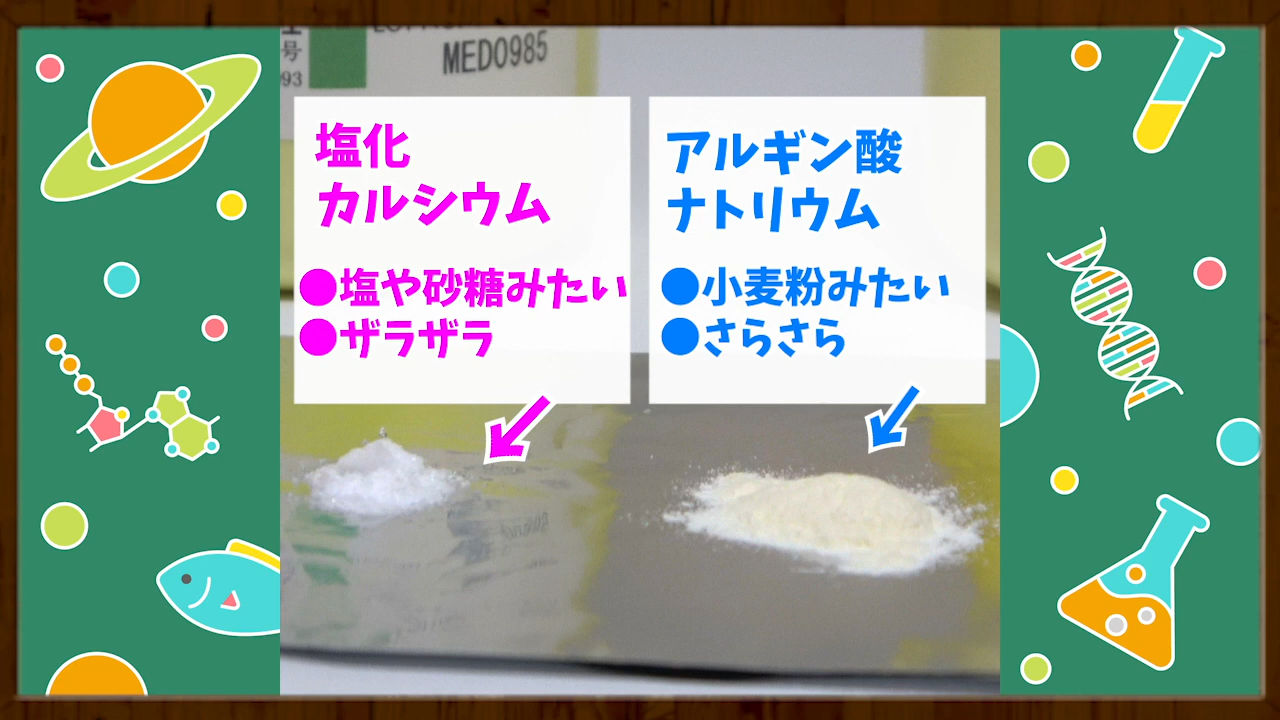 号
93
MED0985
塩化
カルシウム
●塩や砂糖みたい
●ザラザラ
アルギン酸
ナトリウム
●小麦粉みたい
●さらさら